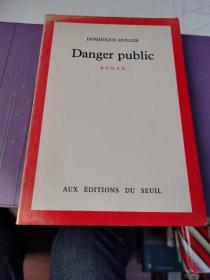 DOMINIQUE MULLER
Danger public
ROMAN
AUX ÉDITIONS DU SEUIL